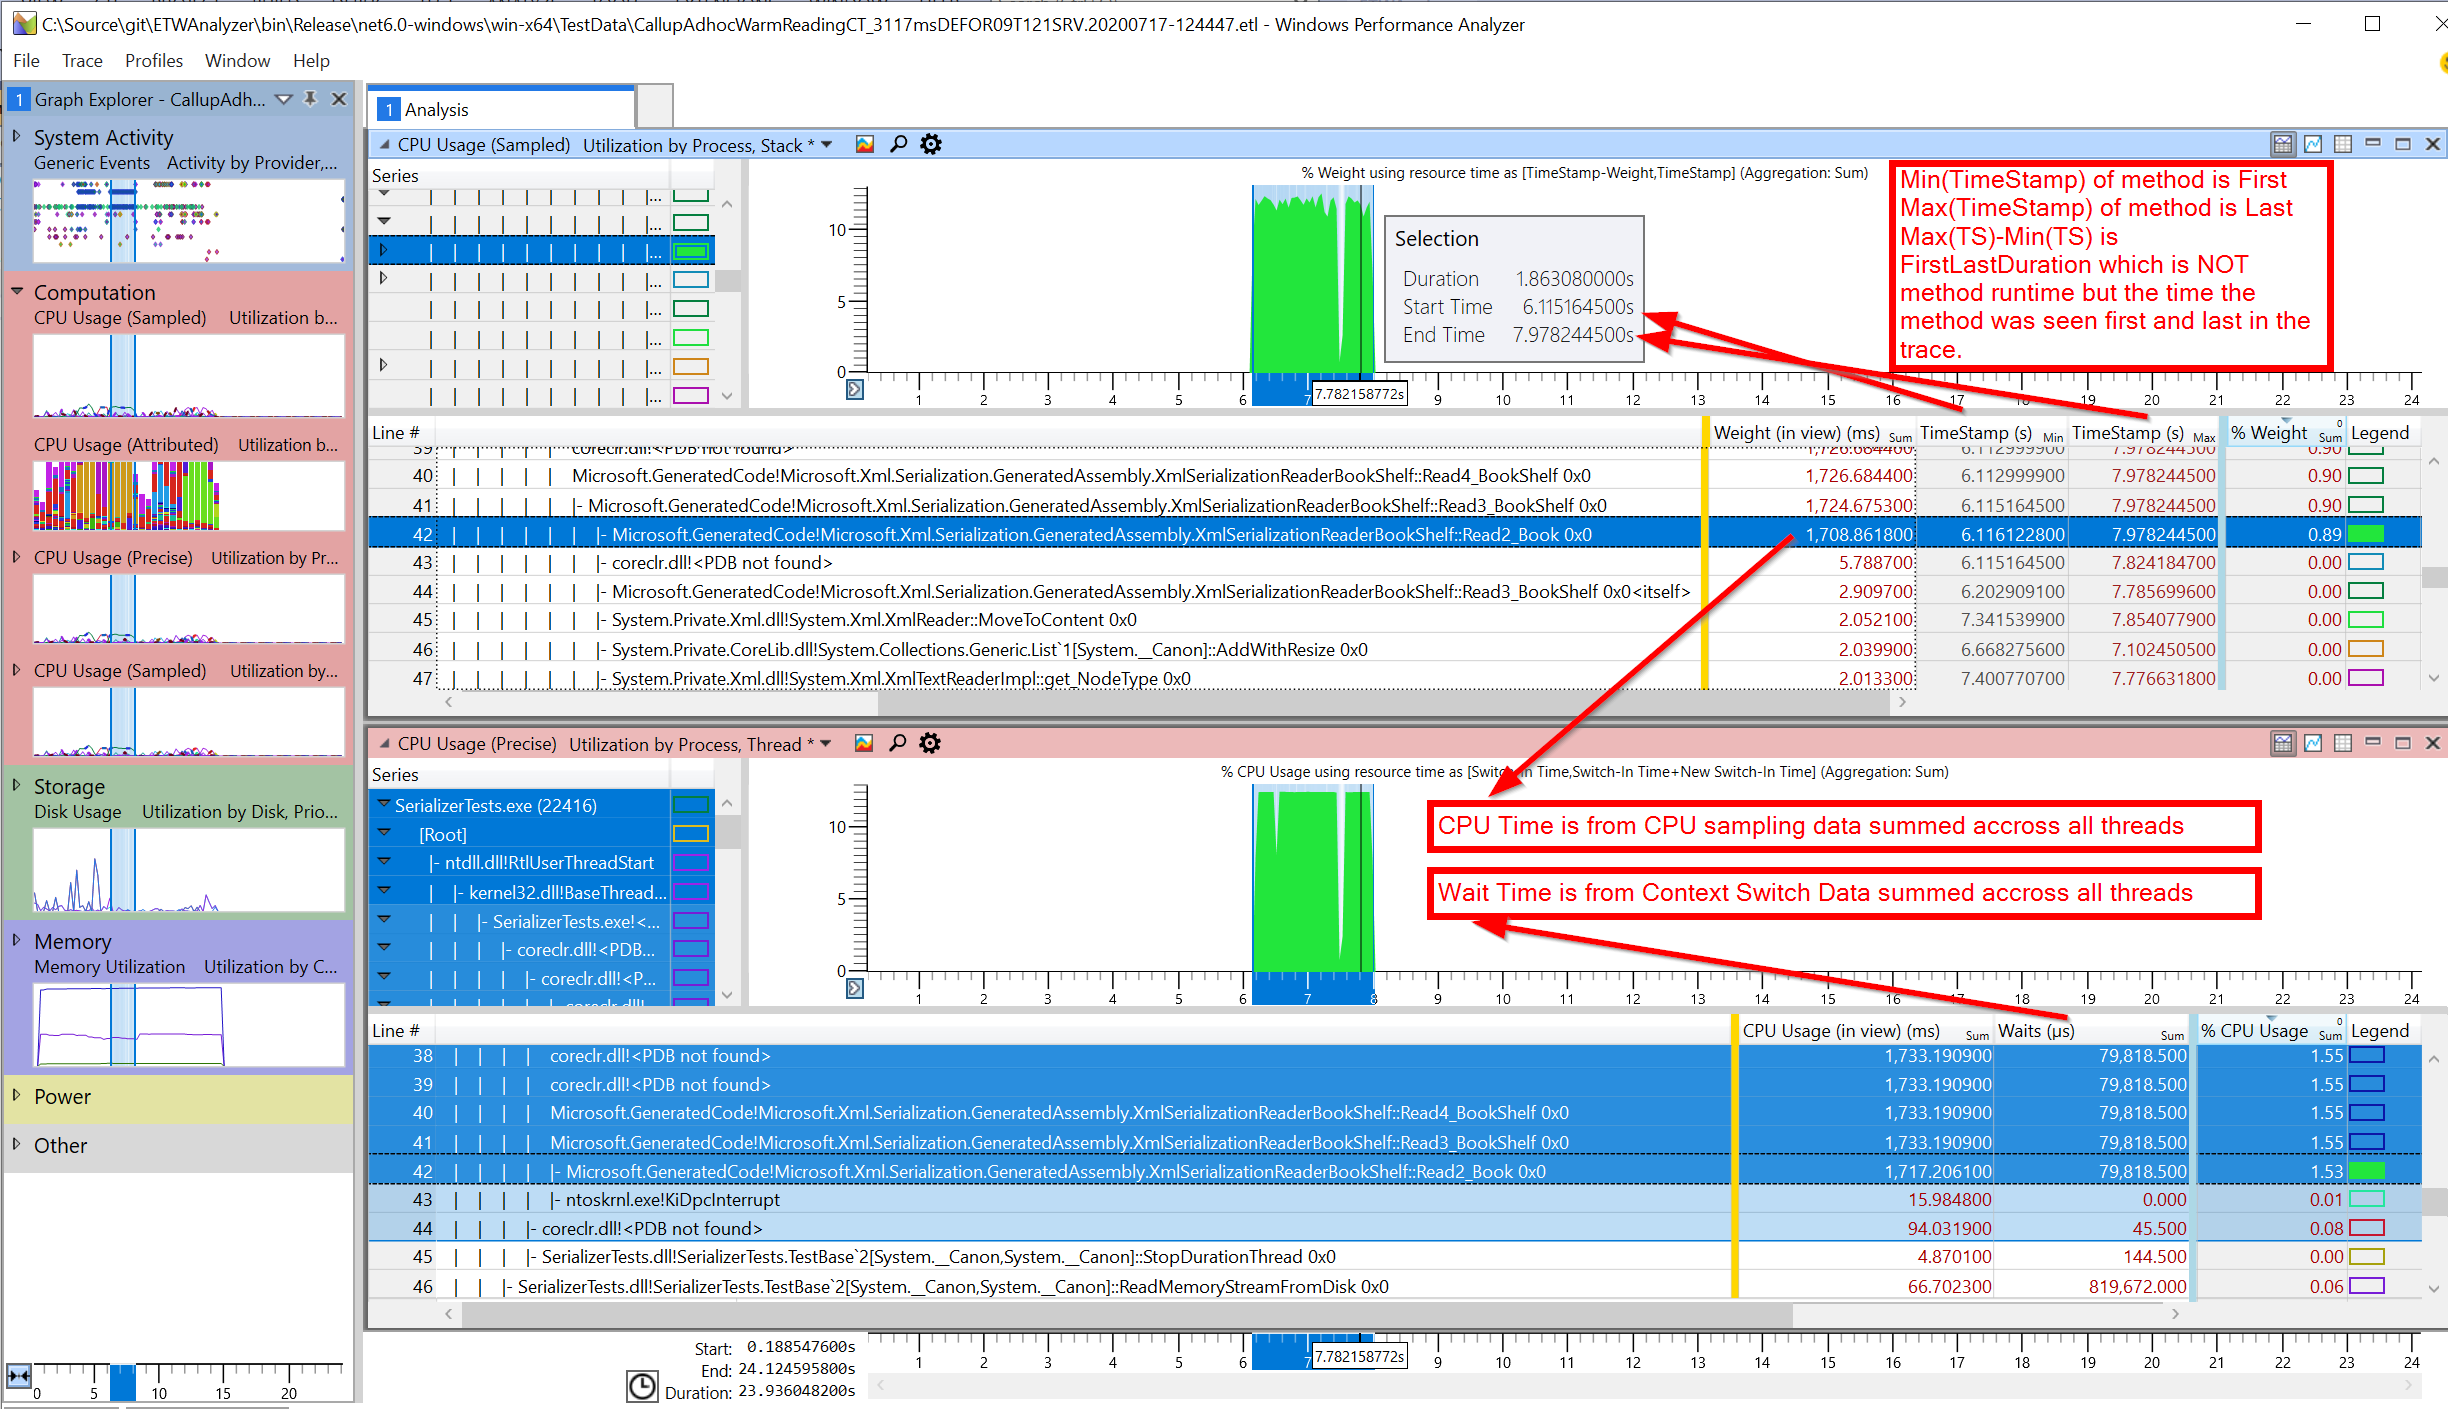 C:\Source\git\ETWAnalyzer\bin\Release\net6.0-windows\win-x64\TestData\CallupAdhocWarmReadingCT_3117msDEFOR09T121SRV.20200717-124447.etl - Windows Performance Analyzer
File Trace Profiles Window Help
1 Graph Explorer - CallupAdh...
System Activity
Generic Events Activity by Provider,...
Computation
CPU Usage (Sampled) Utilization b...
CPU Usage (Attributed) Utilization b...
CPU Usage (Precise) Utilization by Pr...
CPU Usage (Sampled) Utilization by...
Storage
Disk Usage Utilization by Disk, Prio...
Memory
Memory Utilization Utilization by C...
Power
Other
0 5 10 15 20
1 Analysis
CPU Usage (Sampled) Utilization by Process, Stack *
Series
% Weight using resource time as [TimeStamp-Weight,TimeStamp] (Aggregation: Sum)
10
5
0
Selection
Duration 1.863080000s
Start Time 6.115164500s
End Time 7.978244500s
Min(TimeStamp) of method is First
Max(TimeStamp) of method is Last
Max(TS)-Min(TS) is
FirstLastDuration which is NOT
method runtime but the time the
method was seen first and last in the
trace.
1 2 3 4 5 6 7 7.782158772s 9 10 11 12 13 14 15 16 17 18 19 20 21 22 23 24
Line # Weight (in view) (ms) Sum TimeStamp (s) Min TimeStamp (s) Max % Weight 0 Sum Legend
39 coreclr.dll!<PDB not found> 1,726.684400 6.112999900 7.978244500 0.90
40 Microsoft.GeneratedCode!Microsoft.Xml.Serialization.GeneratedAssembly.XmlSerializationReaderBookShelf::Read4_BookShelf 0x0 1,726.684400 6.112999900 7.978244500 0.90
41 |- Microsoft.GeneratedCode!Microsoft.Xml.Serialization.GeneratedAssembly.XmlSerializationReaderBookShelf::Read3_BookShelf 0x0 1,724.675300 6.115164500 7.978244500 0.90
42 |- Microsoft.GeneratedCode!Microsoft.Xml.Serialization.GeneratedAssembly.XmlSerializationReaderBookShelf::Read2_Book 0x0 1,708.861800 6.116122800 7.978244500 0.89
43 |- coreclr.dll!<PDB not found> 5.788700 6.115164500 7.824184700 0.00
44 |- Microsoft.GeneratedCode!Microsoft.Xml.Serialization.GeneratedAssembly.XmlSerializationReaderBookShelf::Read3_BookShelf 0x0<itself> 2.909700 6.202909100 7.785699600 0.00
45 |- System.Private.Xml.dll!System.Xml.XmlReader::MoveToContent 0x0 2.052100 7.341539900 7.854077900 0.00
46 |- System.Private.CoreLib.dll!System.Collections.Generic.List`1[System.__Canon]::AddWithResize 0x0 2.039900 6.668275600 7.102450500 0.00
47 |- System.Private.Xml.dll!System.Xml.XmlTextReaderImpl::get_NodeType 0x0 2.013300 7.400770700 7.776631800 0.00
CPU Usage (Precise) Utilization by Process, Thread *
Series
SerializerTests.exe (22416)
[Root]
|- ntdll.dll!RtlUserThreadStart
|- kernel32.dll!BaseThread...
|- SerializerTests.exe!<...
|- coreclr.dll!<PDB...
|- coreclr.dll!<P...
coreclr.dll!
% CPU Usage using resource time as [Switch-In Time,Switch-In Time+New Switch-In Time] (Aggregation: Sum)
10
5
0
CPU Time is from CPU sampling data summed accross all threads
Wait Time is from Context Switch Data summed accross all threads
1 2 3 4 5 6 7 8 9 10 11 12 13 14 15 16 17 18 19 20 21 22 23 24
Line # CPU Usage (in view) (ms) Sum Waits (µs) Sum % CPU Usage 0 Sum Legend
38 coreclr.dll!<PDB not found> 1,733.190900 79,818.500 1.55
39 coreclr.dll!<PDB not found> 1,733.190900 79,818.500 1.55
40 Microsoft.GeneratedCode!Microsoft.Xml.Serialization.GeneratedAssembly.XmlSerializationReaderBookShelf::Read4_BookShelf 0x0 1,733.190900 79,818.500 1.55
41 Microsoft.GeneratedCode!Microsoft.Xml.Serialization.GeneratedAssembly.XmlSerializationReaderBookShelf::Read3_BookShelf 0x0 1,733.190900 79,818.500 1.55
42 |- Microsoft.GeneratedCode!Microsoft.Xml.Serialization.GeneratedAssembly.XmlSerializationReaderBookShelf::Read2_Book 0x0 1,717.206100 79,818.500 1.53
43 |- ntoskrnl.exe!KiDpcInterrupt 15.984800 0.000 0.01
44 |- coreclr.dll!<PDB not found> 94.031900 45.500 0.08
45 |- SerializerTests.dll!SerializerTests.TestBase`2[System.__Canon,System.__Canon]::StopDurationThread 0x0 4.870100 144.500 0.00
46 |- SerializerTests.dll!SerializerTests.TestBase`2[System.__Canon,System.__Canon]::ReadMemoryStreamFromDisk 0x0 66.702300 819,672.000 0.06
Start: 0.188547600s
End: 24.124595800s
Duration: 23.936048200s
1 2 3 4 5 6 7 7.782158772s 9 10 11 12 13 14 15 16 17 18 19 20 21 22 23 24